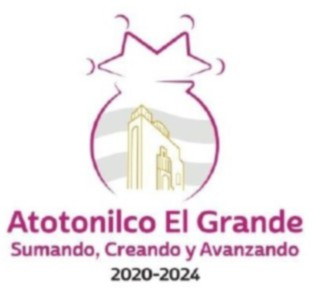 Atotonilco El Grande
Sumando, Creando y Avanzando
2020-2024